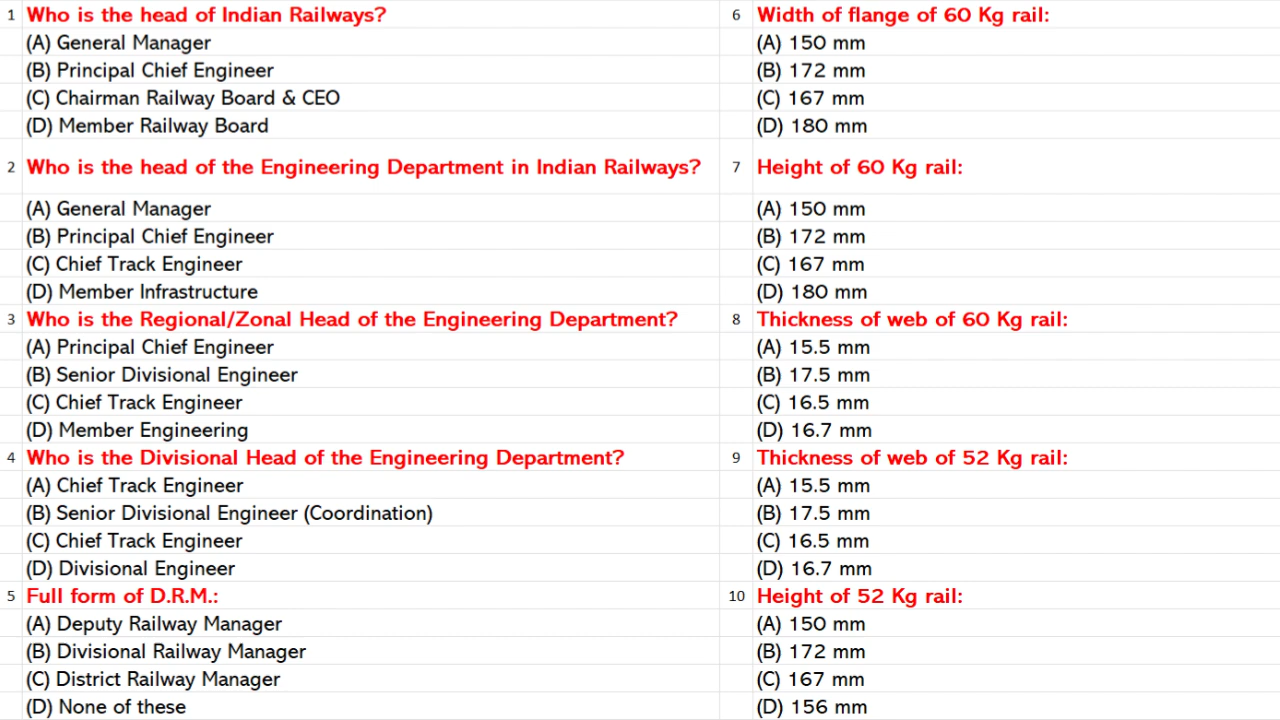 1 Who is the head of Indian Railways?
(A) General Manager
(B) Principal Chief Engineer
(C) Chairman Railway Board & CEO
(D) Member Railway Board
2 Who is the head of the Engineering Department in Indian Railways?
(A) General Manager
(B) Principal Chief Engineer
(C) Chief Track Engineer
(D) Member Infrastructure
3 Who is the Regional/Zonal Head of the Engineering Department?
(A) Principal Chief Engineer
(B) Senior Divisional Engineer
(C) Chief Track Engineer
(D) Member Engineering
4 Who is the Divisional Head of the Engineering Department?
(A) Chief Track Engineer
(B) Senior Divisional Engineer (Coordination)
(C) Chief Track Engineer
(D) Divisional Engineer
5 Full form of D.R.M.:
(A) Deputy Railway Manager
(B) Divisional Railway Manager
(C) District Railway Manager
(D) None of these
6 Width of flange of 60 Kg rail:
(A) 150 mm
(B) 172 mm
(C) 167 mm
(D) 180 mm
7 Height of 60 Kg rail:
(A) 150 mm
(B) 172 mm
(C) 167 mm
(D) 180 mm
8 Thickness of web of 60 Kg rail:
(A) 15.5 mm
(B) 17.5 mm
(C) 16.5 mm
(D) 16.7 mm
9 Thickness of web of 52 Kg rail:
(A) 15.5 mm
(B) 17.5 mm
(C) 16.5 mm
(D) 16.7 mm
10 Height of 52 Kg rail:
(A) 150 mm
(B) 172 mm
(C) 167 mm
(D) 156 mm